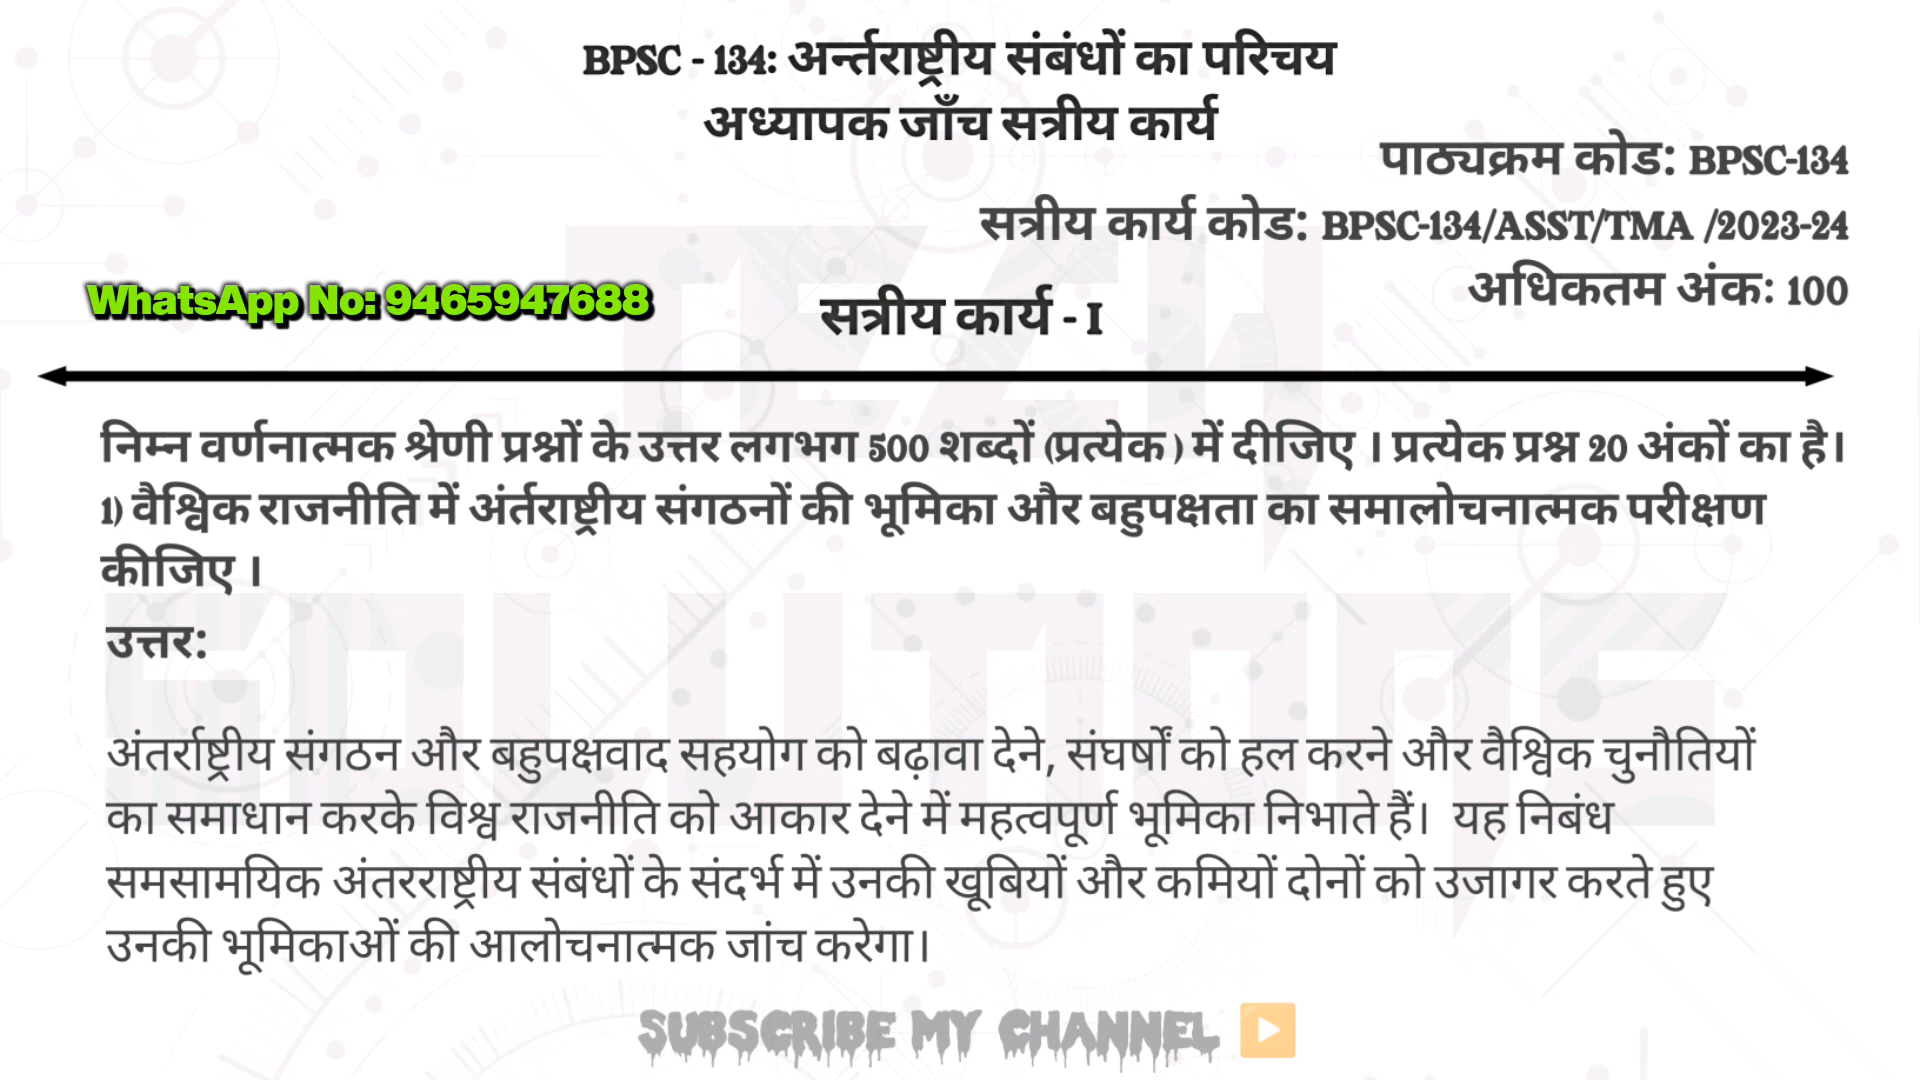 BPSC - 134: अर्न्तराष्ट्रीय संबंधों का परिचय
अध्यापक जाँच सत्रीय कार्य
पाठ्यक्रम कोड: BPSC-134
सत्रीय कार्य कोड: BPSC-134/ASST/TMA /2023-24
अधिकतम अंक: 100
WhatsApp No: 9465947688
सत्रीय कार्य - I
निम्न वर्णनात्मक श्रेणी प्रश्नों के उत्तर लगभग 500 शब्दों (प्रत्येक) में दीजिए । प्रत्येक प्रश्न 20 अंकों का है।
1) वैश्विक राजनीति में अंर्तराष्ट्रीय संगठनों की भूमिका और बहुपक्षता का समालोचनात्मक परीक्षण
कीजिए ।
उत्तर:
अंतर्राष्ट्रीय संगठन और बहुपक्षवाद सहयोग को बढ़ावा देने, संघर्षों को हल करने और वैश्विक चुनौतियों
का समाधान करके विश्व राजनीति को आकार देने में महत्वपूर्ण भूमिका निभाते हैं। यह निबंध
समसामयिक अंतरराष्ट्रीय संबंधों के संदर्भ में उनकी खूबियों और कमियों दोनों को उजागर करते हुए
उनकी भूमिकाओं की आलोचनात्मक जांच करेगा।
SUBSCRIBE MY CHANNEL